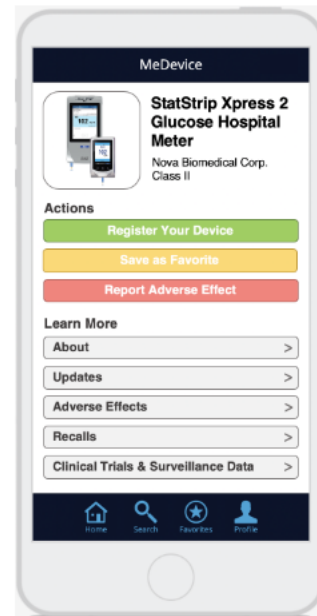 MeDevice
StatStrip Xpress 2
Glucose Hospital
Meter
Nova Biomedical Corp.
Class II
Actions
Register Your Device
Save as Favorite
Report Adverse Effect
Learn More
About >
Updates >
Adverse Effects >
Recalls >
Clinical Trials & Surveillance Data >
Home Search Favorites Profile